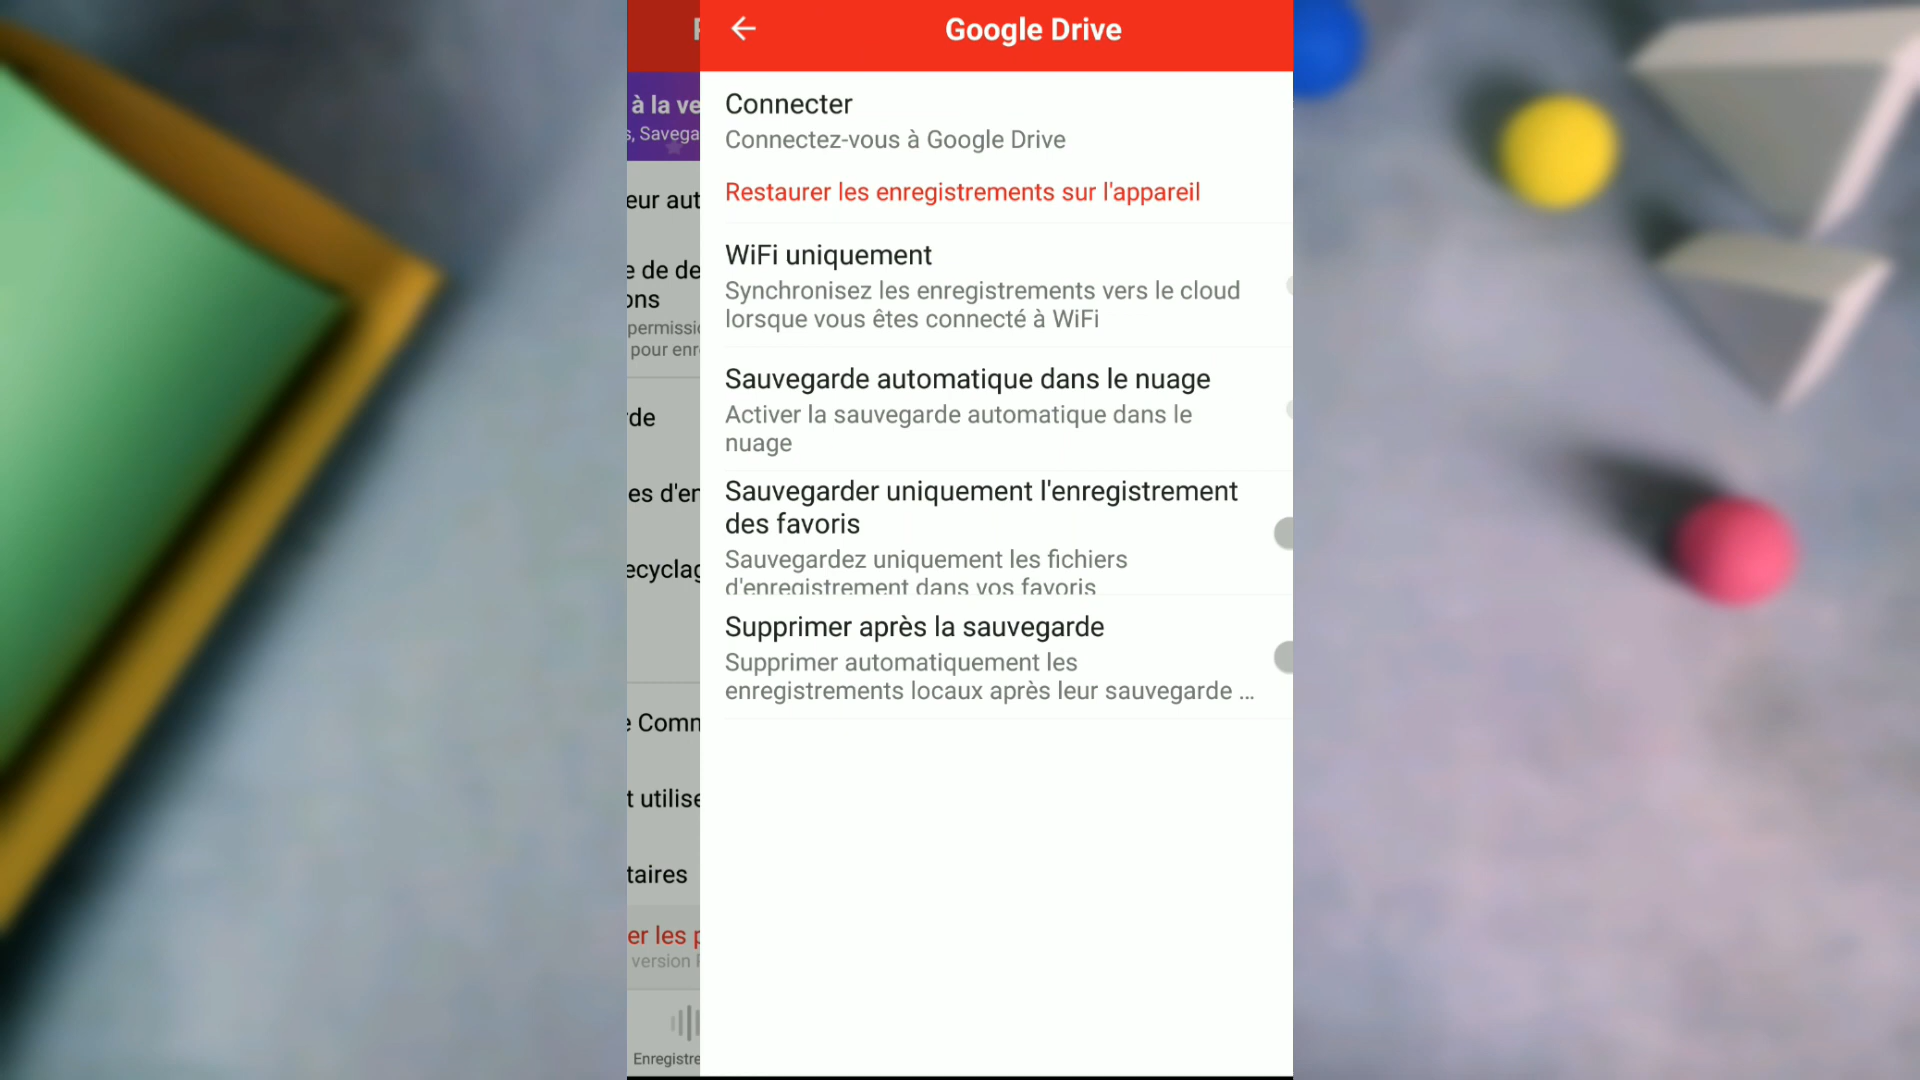 Google Drive
à la ve
s, Savega
Connecter
Connectez-vous à Google Drive
Restaurer les enregistrements sur l'appareil
eur aut
WiFi uniquement
Synchronisez les enregistrements vers le cloud
lorsque vous êtes connecté à WiFi
e de de
ons
permissi
pour enr
Sauvegarde automatique dans le nuage
Activer la sauvegarde automatique dans le
nuage
rde
Sauvegarder uniquement l'enregistrement
des favoris
Sauvegardez uniquement les fichiers
d'enregistrement dans vos favoris
es d'en
ecyclag
Supprimer après la sauvegarde
Supprimer automatiquement les
enregistrements locaux après leur sauvegarde ...
e Comm
t utilise
taires
er les p
version
Enregistre